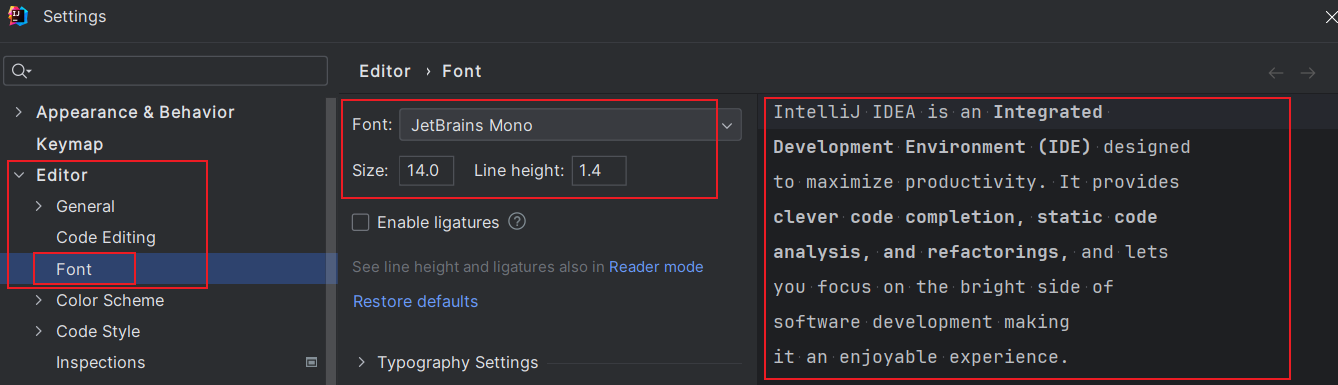 Settings
Appearance & Behavior
Keymap
Editor
General
Code Editing
Font
Color Scheme
Code Style
Inspections
Editor › Font
Font: JetBrains Mono
Size: 14.0 Line height: 1.4
Enable ligatures ?
See line height and ligatures also in Reader mode
Restore defaults
Typography Settings
IntelliJ IDEA is an Integrated
Development Environment (IDE) designed
to maximize productivity. It provides
clever code completion, static code
analysis, and refactorings, and lets
you focus on the bright side of
software development making
it an enjoyable experience.